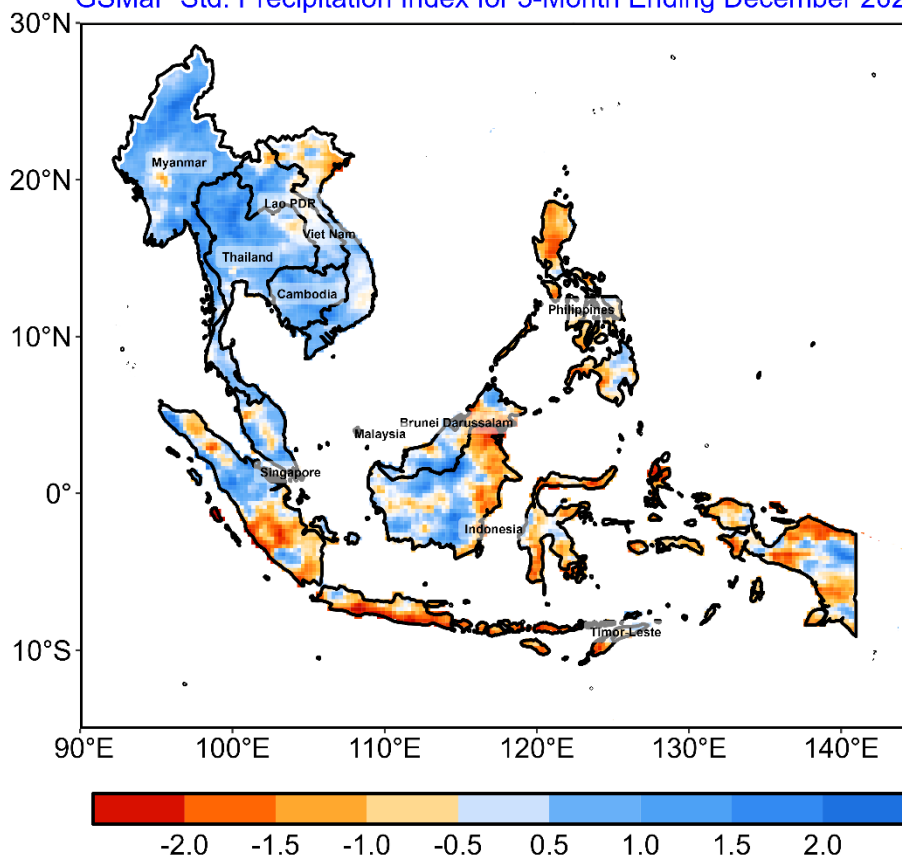 GSMaP Std. Precipitation Index for 3-Month Ending December 202
30°N
Myanmar
20°N
Lao PDR
Viet Nam
Thailand
Cambodia
Philippines
10°N
Brunei Darussalam
Malaysia
Singapore
0°
Indonesia
Timor-Leste
10°S
90°E 100°E 110°E 120°E 130°E 140°E
-2.0 -1.5 -1.0 -0.5 0.5 1.0 1.5 2.0